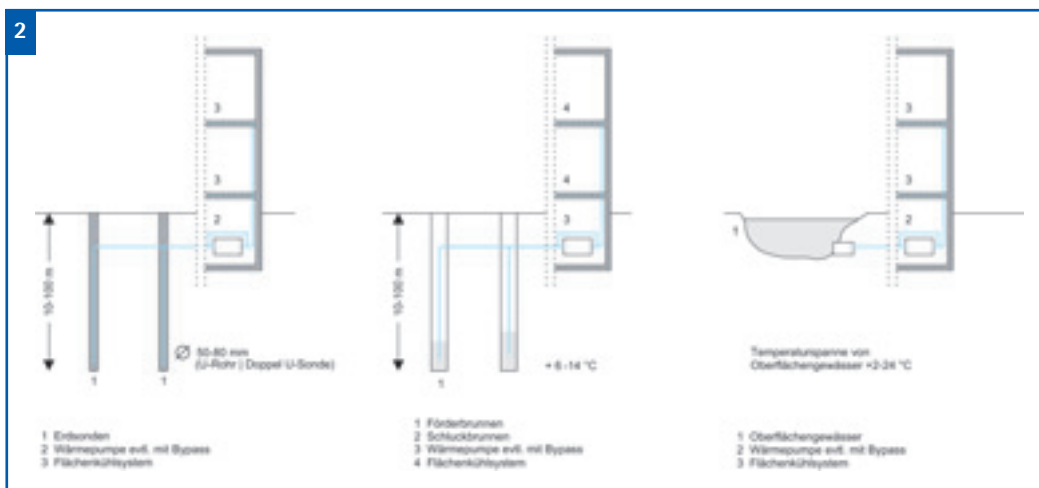 2
3
3
2
10-100 m
1
1
50-80 mm
(U-Rohr | Doppel U-Sonde)
1 Erdsonden
2 Wärmepumpe evtl. mit Bypass
3 Flächenkühlsystem
4
4
3
10-100 m
1
+ 6 -14 °C
1 Förderbrunnen
2 Schluckbrunnen
3 Wärmepumpe evtl. mit Bypass
4 Flächenkühlsystem
3
3
2
1
Temperaturspanne von
Oberflächengewässer +2-24 °C
1 Oberflächengewässer
2 Wärmepumpe evtl. mit Bypass
3 Flächenkühlsystem